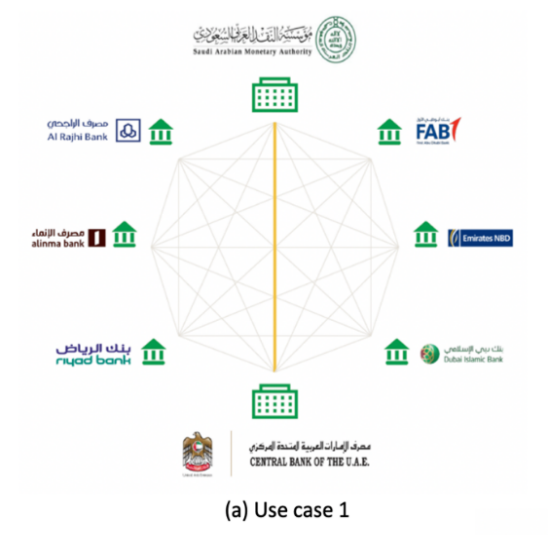 مؤسسة النقد العربي السعودي
Saudi Arabian Monetary Authority
مصرف الراجحي
Al Rajhi Bank
FAB
مصرف الإنماء
alinma bank
Emirates NBD
بنك الرياض
riyad bank
بنك دبي الإسلامي
Dubai Islamic Bank
مصرف الإمارات العربية المتحدة المركزي
CENTRAL BANK OF THE U.A.E.
(a) Use case 1